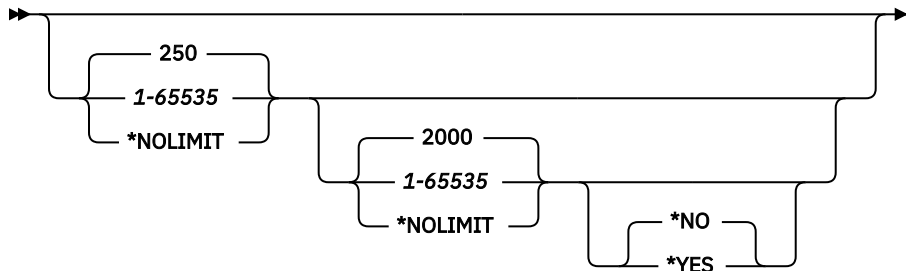 250
1-65535
*NOLIMIT
2000
1-65535
*NOLIMIT
*NO
*YES